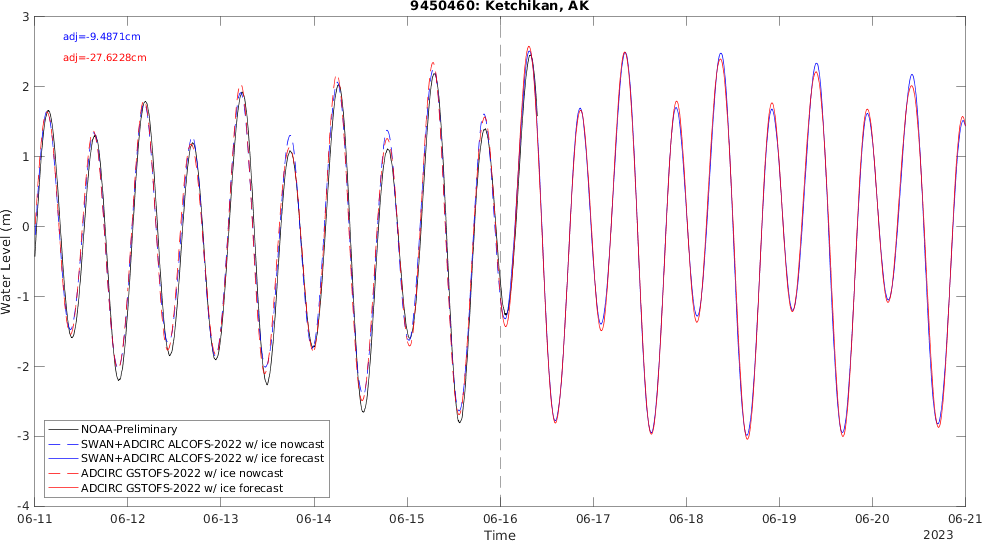 9450460: Ketchikan, AK
adj=-9.4871cm
adj=-27.6228cm
3
2
1
0
-1
-2
-3
-4
Water Level (m)
NOAA-Preliminary
SWAN+ADCIRC ALCOFS-2022 w/ ice nowcast
SWAN+ADCIRC ALCOFS-2022 w/ ice forecast
ADCIRC GSTOFS-2022 w/ ice nowcast
ADCIRC GSTOFS-2022 w/ ice forecast
06-11 06-12 06-13 06-14 06-15 06-16 06-17 06-18 06-19 06-20 06-21
Time
2023